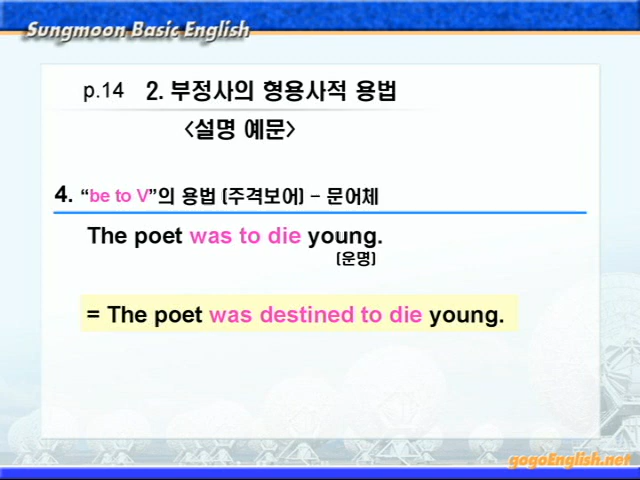 Sungmoon Basic English
p.14 2. 부정사의 형용사적 용법
<설명 예문>
4. “be to V”의 용법 (주격보어) - 문어체
The poet was to die young.
(운명)
= The poet was destined to die young.
gogoEnglish.net